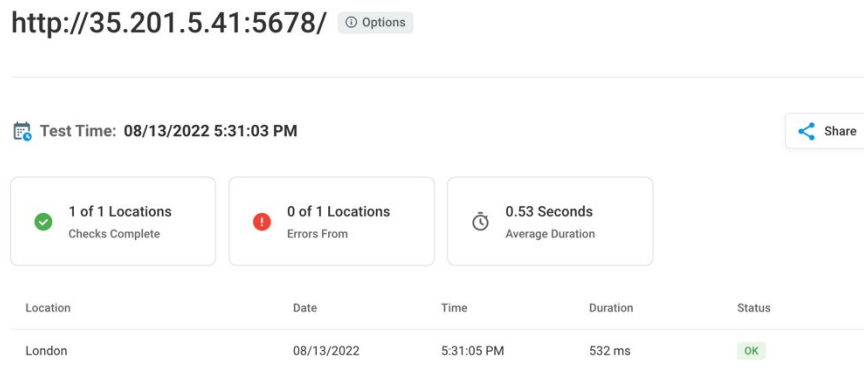 http://35.201.5.41:5678/ Options
Test Time: 08/13/2022 5:31:03 PM
Share
1 of 1 Locations
Checks Complete
0 of 1 Locations
Errors From
0.53 Seconds
Average Duration
Location Date Time Duration Status
London 08/13/2022 5:31:05 PM 532 ms OK